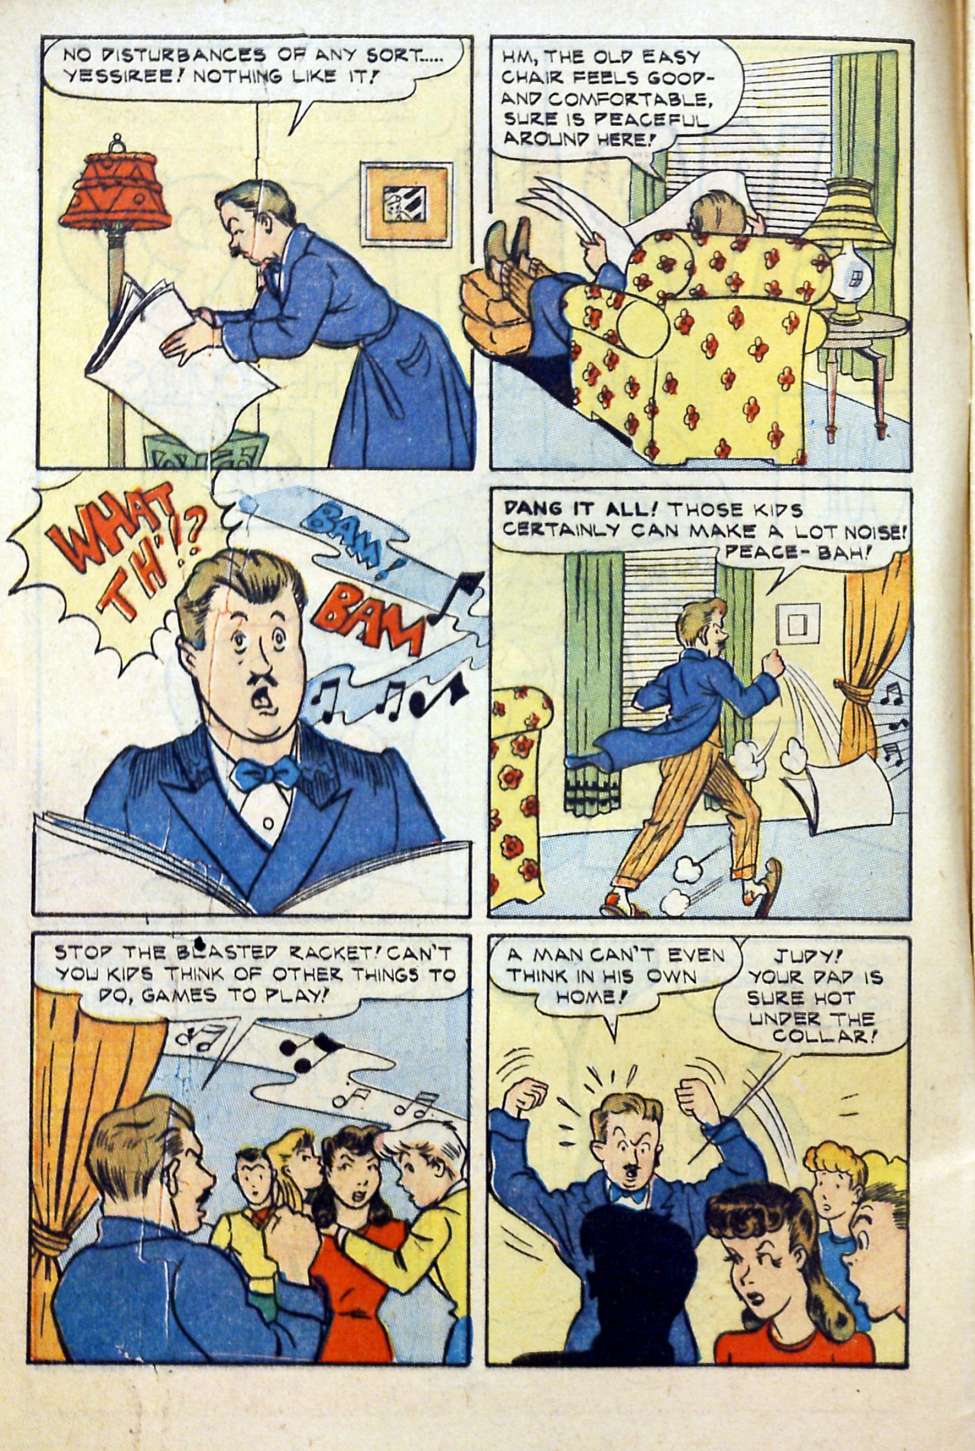 NO DISTURBANCES OF ANY SORT.....
YESSIREE! NOTHING LIKE IT!
HM, THE OLD EASY
CHAIR FEELS GOOD-
AND COMFORTABLE,
SURE IS PEACEFUL
AROUND HERE!
WHAT
TH'!?
BAM!
BAM
DANG IT ALL! THOSE KIDS
CERTAINLY CAN MAKE A LOT NOISE!
PEACE- BAH!
STOP THE BLASTED RACKET! CAN'T
YOU KIDS THINK OF OTHER THINGS TO
DO, GAMES TO PLAY!
A MAN CAN'T EVEN
THINK IN HIS OWN
HOME!
JUDY!
YOUR DAD IS
SURE HOT
UNDER THE
COLLAR!